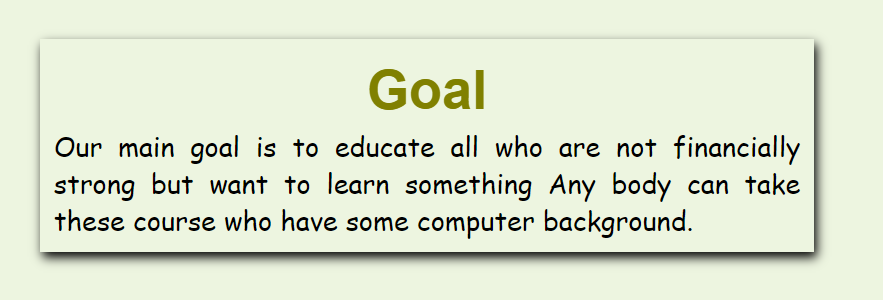 Goal
Our main goal is to educate all who are not financially
strong but want to learn something Any body can take
these course who have some computer background.